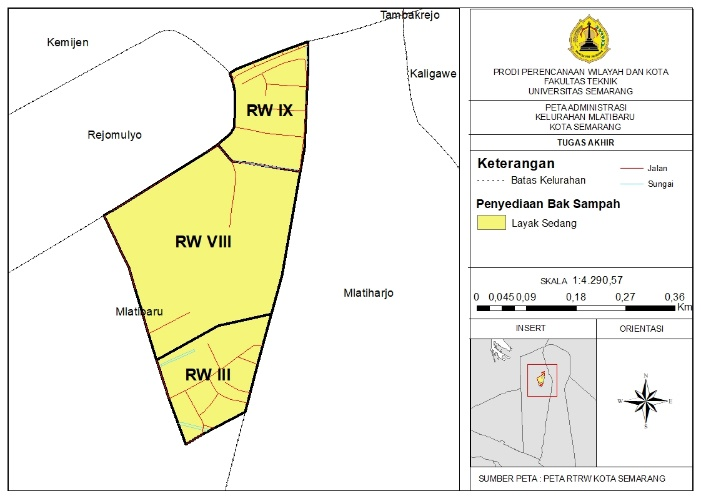 Tambakrejo
Kemijen
Kaligawe
RW IX
Rejomulyo
RW VIII
Mlatiharjo
Mlatibaru
RW III
PRODI PERENCANAAN WILAYAH DAN KOTA
FAKULTAS TEKNIK
UNIVERSITAS SEMARANG
PETA ADMINISTRASI
KELURAHAN MLATIBARU
KOTA SEMARANG
TUGAS AKHIR
Keterangan
Batas Kelurahan
Jalan
Sungai
Penyediaan Bak Sampah
Layak Sedang
SKALA 1:4.290,57
0 0,045 0,09 0,18 0,27 0,36
Km
INSERT
ORIENTASI
N
W E
S
SUMBER PETA : PETA RTRW KOTA SEMARANG